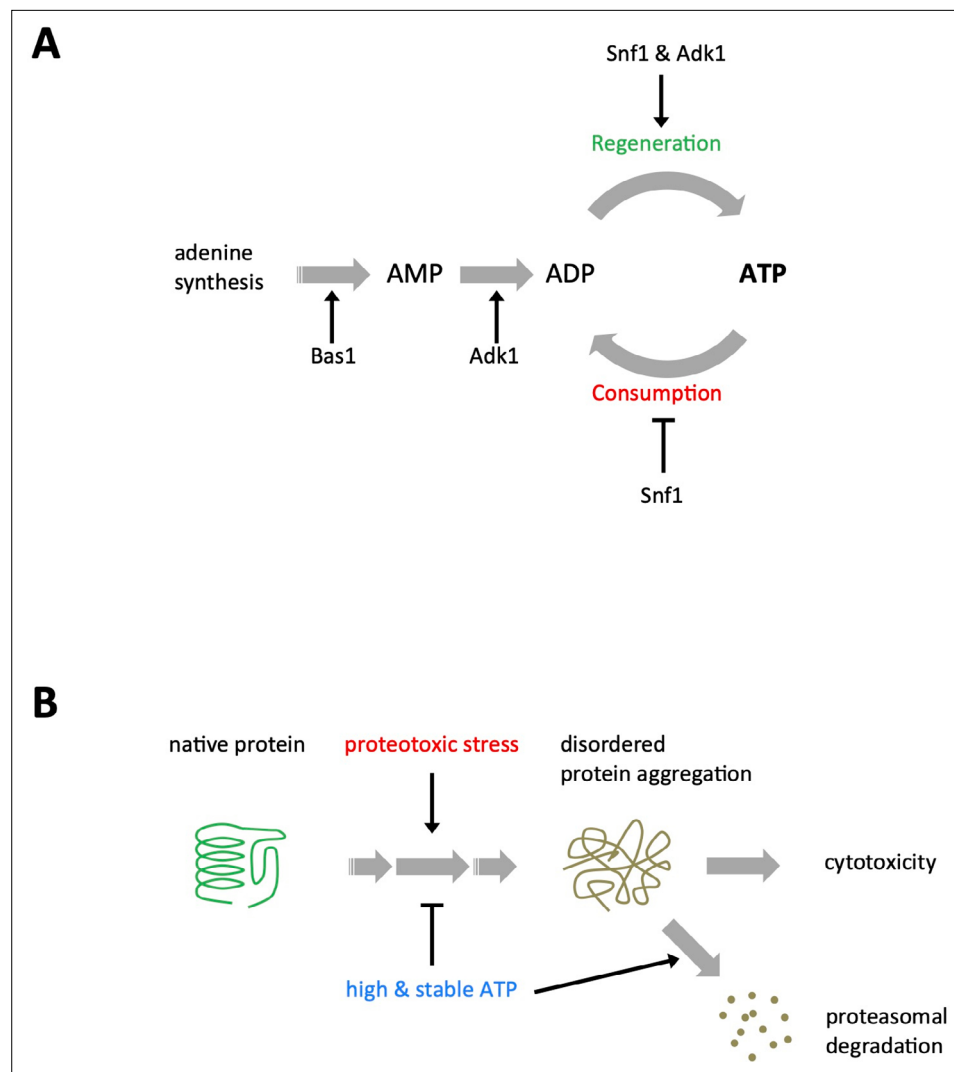 A
Snf1 & Adk1
Regeneration
adenine
synthesis
AMP
ADP
ATP
Bas1
Adk1
Consumption
Snf1
B
native protein
proteotoxic stress
disordered
protein aggregation
cytotoxicity
high & stable ATP
proteasomal
degradation